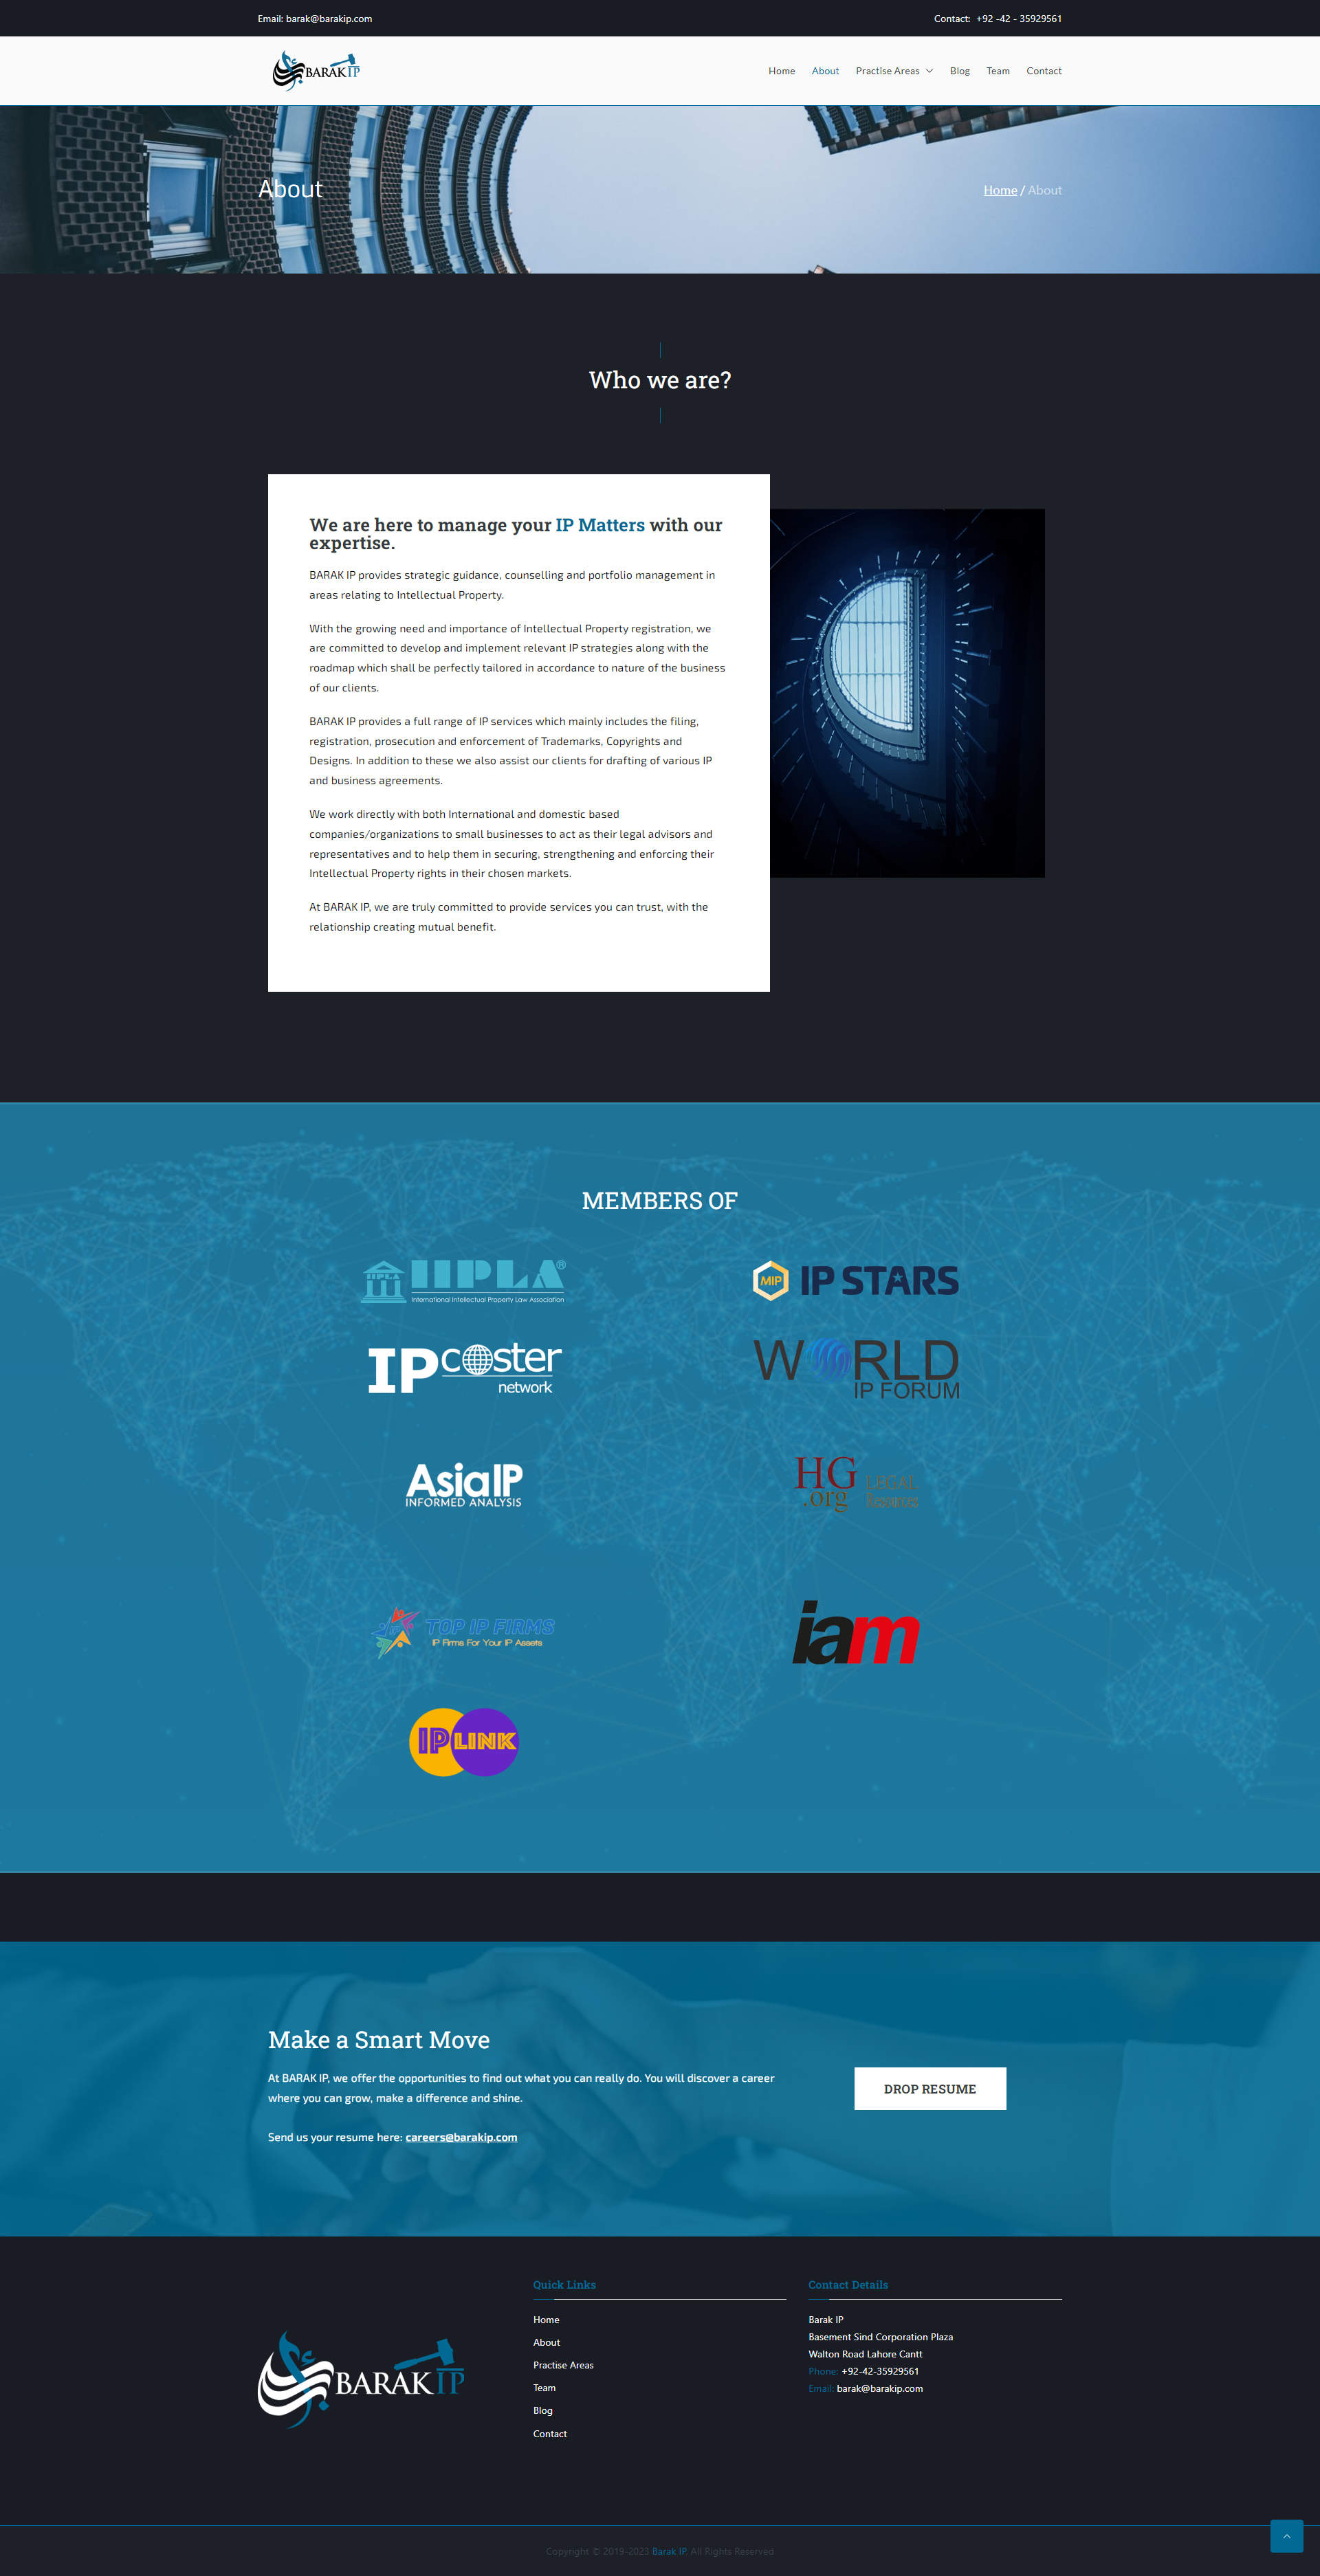 Email: barak@barakip.com
Contact: +92 -42 - 35929561
BARAK IP
Home About Practise Areas Blog Team Contact
About
Home / About
Who we are?
We are here to manage your IP Matters with our
expertise.
BARAK IP provides strategic guidance, counselling and portfolio management in
areas relating to Intellectual Property.
With the growing need and importance of Intellectual Property registration, we
are committed to develop and implement relevant IP strategies along with the
roadmap which shall be perfectly tailored in accordance to nature of the business
of our clients.
BARAK IP provides a full range of IP services which mainly includes the filing,
registration, prosecution and enforcement of Trademarks, Copyrights and
Designs. In addition to these we also assist our clients for drafting of various IP
and business agreements.
We work directly with both International and domestic based
companies/organizations to small businesses to act as their legal advisors and
representatives and to help them in securing, strengthening and enforcing their
Intellectual Property rights in their chosen markets.
At BARAK IP, we are truly committed to provide services you can trust, with the
relationship creating mutual benefit.
MEMBERS OF
IIPLA IIPLA®
International Intellectual Property Law Association
MIP IP STARS
IP coster
network
WORLD
IP FORUM
AsiaIP
INFORMED ANALYSIS
HG
.org
LEGAL
Resources
TOP IP FIRMS
IP Firms For Your IP Assets
iam
IP LINK
Make a Smart Move
At BARAK IP, we offer the opportunities to find out what you can really do. You will discover a career
where you can grow, make a difference and shine.
Send us your resume here: careers@barakip.com
DROP RESUME
BARAK IP
Quick Links
Home
About
Practise Areas
Team
Blog
Contact
Contact Details
Barak IP
Basement Sind Corporation Plaza
Walton Road Lahore Cantt
Phone: +92-42-35929561
Email: barak@barakip.com
Copyright © 2019-2023 Barak IP. All Rights Reserved